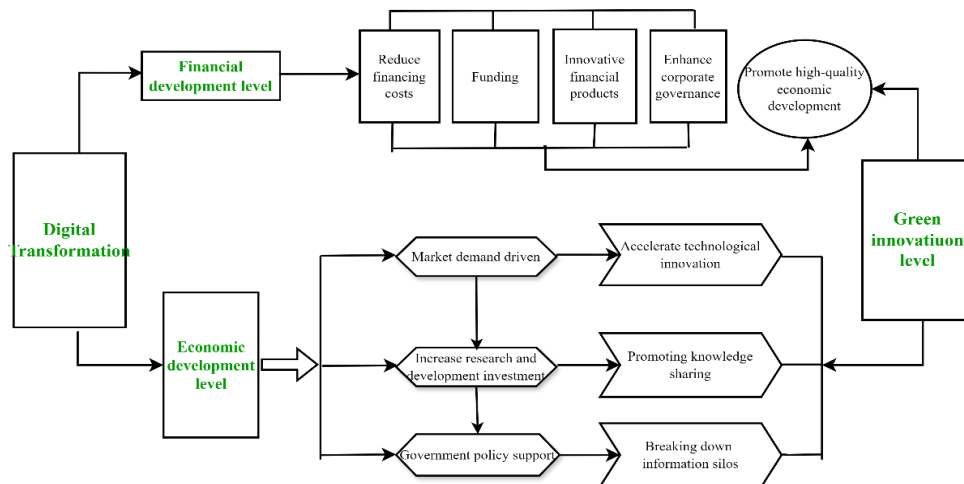 Financial
development level
Reduce
financing
costs
Funding
Innovative
financial
products
Enhance
corporate
governance
Promote high-quality
economic
development
Digital
Transformation
Green
innovatiuon
level
Economic
development
level
Market demand driven
Accelerate technological
innovation
Increase research and
development investment
Promoting knowledge
sharing
Government policy support
Breaking down
information silos